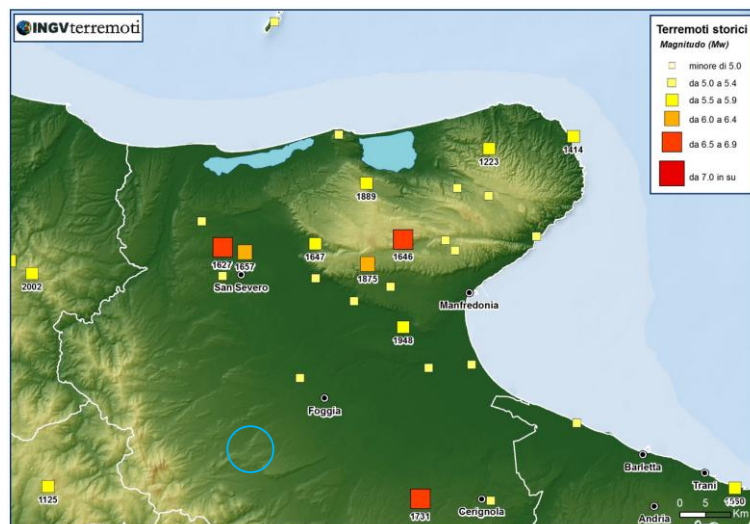 INGVterremoti
Terremoti storici
Magnitudo (Mw)
minore di 5.0
da 5.0 a 5.4
da 5.5 a 5.9
da 6.0 a 6.4
da 6.5 a 6.9
da 7.0 in su
1414
1223
1889
1627
1657
1647
1646
1875
2002
San Severo
Manfredonia
1948
Foggia
1125
1731
Cerignola
Barletta
Trani
1560
Andria
0 5
Km